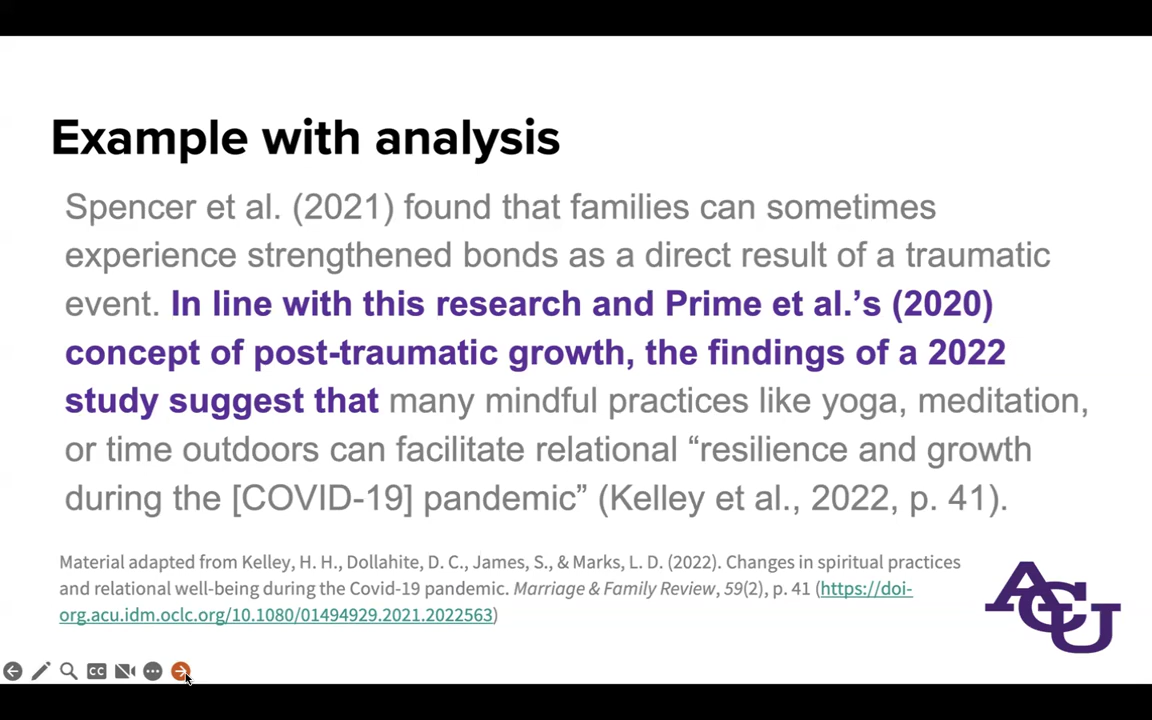 Example with analysis
Spencer et al. (2021) found that families can sometimes
experience strengthened bonds as a direct result of a traumatic
event. In line with this research and Prime et al.’s (2020)
concept of post-traumatic growth, the findings of a 2022
study suggest that many mindful practices like yoga, meditation,
or time outdoors can facilitate relational “resilience and growth
during the [COVID-19] pandemic” (Kelley et al., 2022, p. 41).
Material adapted from Kelley, H. H., Dollahite, D. C., James, S., & Marks, L. D. (2022). Changes in spiritual practices
and relational well-being during the Covid-19 pandemic. Marriage & Family Review, 59(2), p. 41 (https://doi-
org.acu.idm.oclc.org/10.1080/01494929.2021.2022563)
ACU
CC